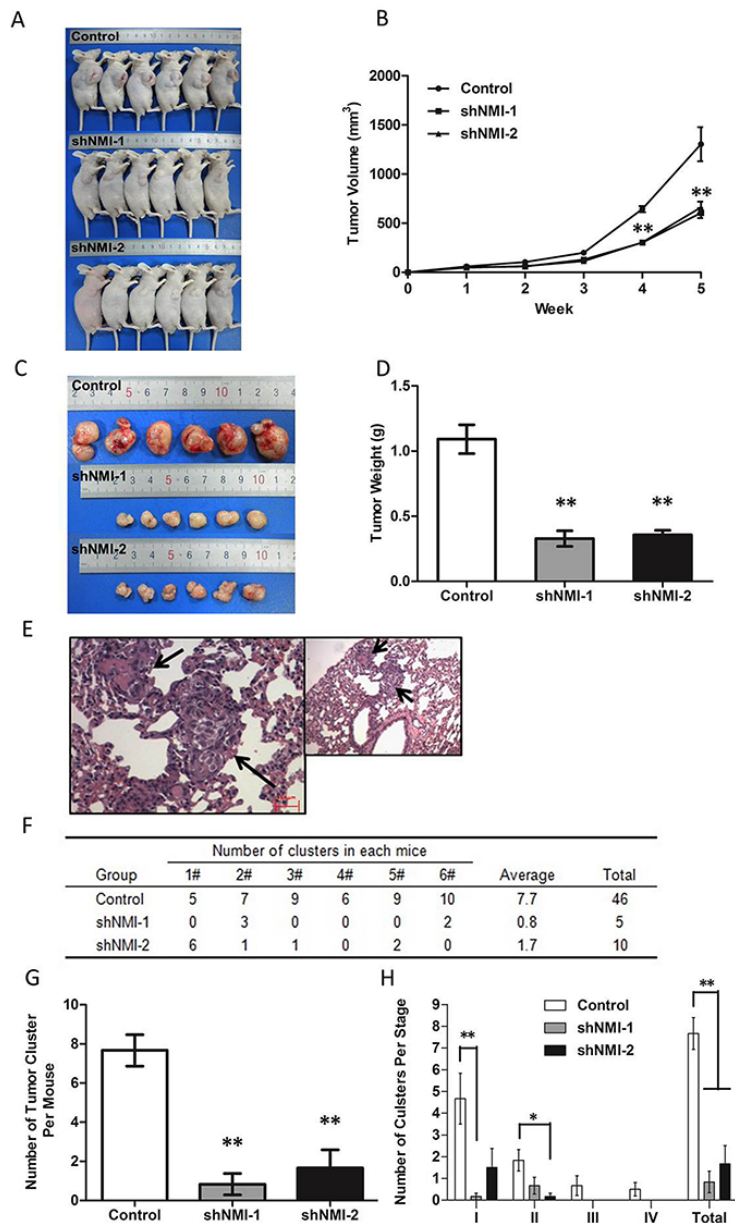 A
Control
shNMI-1
shNMI-2
B
2000
1500
1000
500
0
Tumor Volume (mm³)
Control
shNMI-1
shNMI-2
**
**
0 1 2 3 4 5
Week
C
Control
5 10
shNMI-1
5 10
shNMI-2
5 10
D
1.5
1.0
0.5
0.0
Tumor Weight (g)
** **
Control shNMI-1 shNMI-2
E
F
Number of clusters in each mice
Group 1# 2# 3# 4# 5# 6# Average Total
Control 5 7 9 6 9 10 7.7 46
shNMI-1 0 3 0 0 0 2 0.8 5
shNMI-2 6 1 1 0 2 0 1.7 10
G
10
8
6
4
2
0
Number of Tumor Cluster
Per Mouse
** **
Control shNMI-1 shNMI-2
H
9
8
7
6
5
4
3
2
1
0
Number of Culsters Per Stage
Control
shNMI-1
shNMI-2
** * **
I II III IV Total